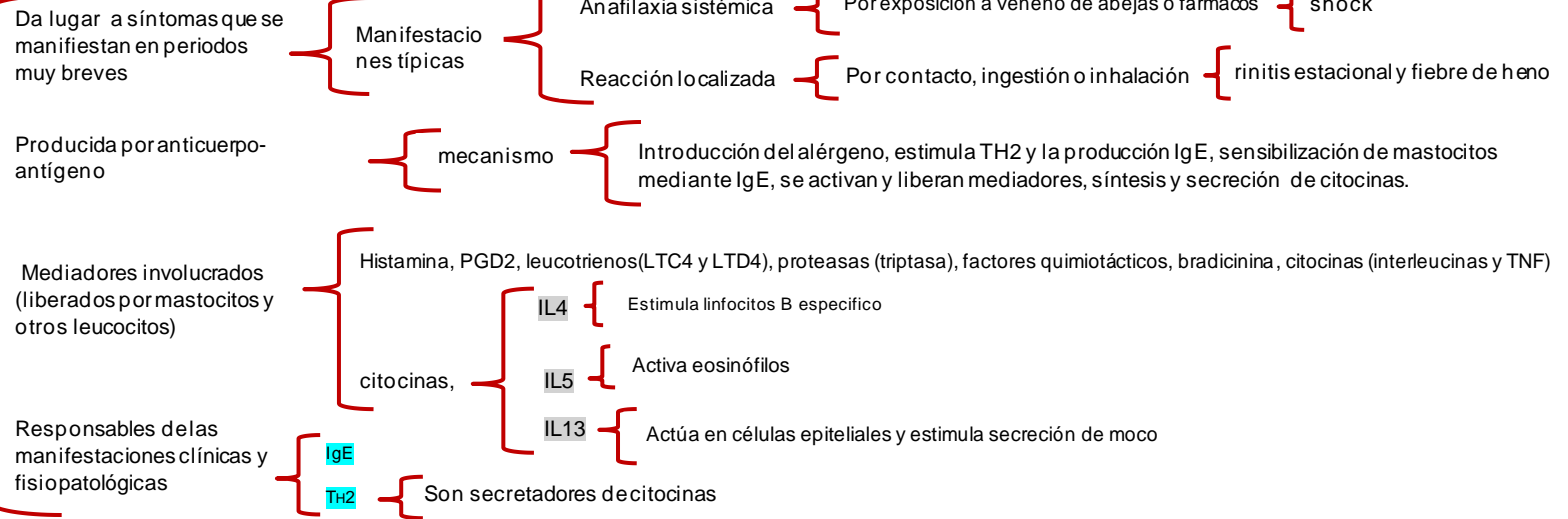 Da lugar a síntomas que se
manifiestan en periodos
muy breves
Manifestacio
nes típicas
Anafilaxia sistémica
Por exposición a veneno de abejas o fármacos
shock
Reacción localizada
Por contacto, ingestión o inhalación
rinitis estacional y fiebre de heno
Producida por anticuerpo-
antígeno
mecanismo
Introducción del alérgeno, estimula TH2 y la producción IgE, sensibilización de mastocitos
mediante IgE, se activan y liberan mediadores, síntesis y secreción de citocinas.
Mediadores involucrados
(liberados por mastocitos y
otros leucocitos)
Histamina, PGD2, leucotrienos(LTC4 y LTD4), proteasas (triptasa), factores quimiotácticos, bradicinina, citocinas (interleucinas y TNF)
citocinas,
IL4
Estimula linfocitos B especifico
IL5
Activa eosinófilos
IL13
Actúa en células epiteliales y estimula secreción de moco
Responsables de las
manifestaciones clínicas y
fisiopatológicas
IgE
TH2
Son secretadores de citocinas